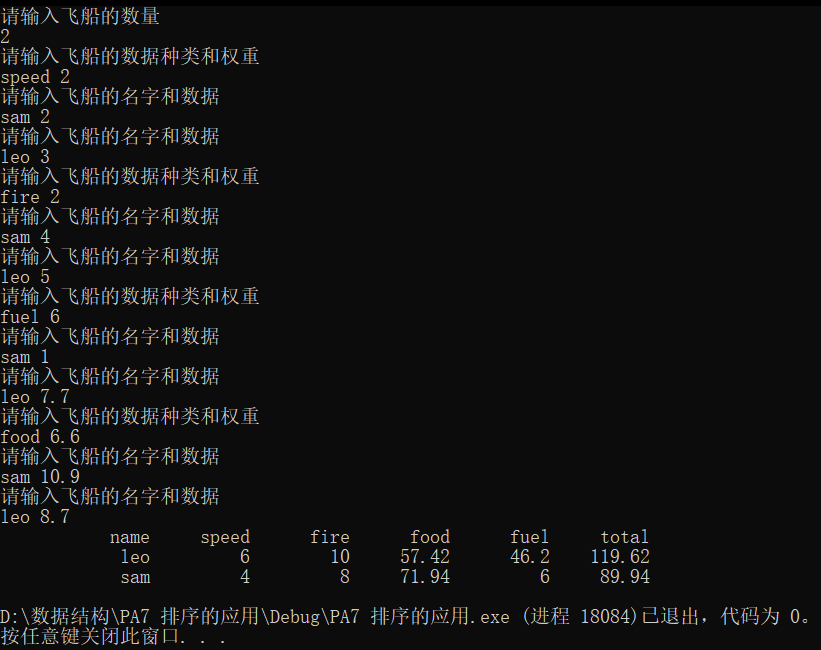 请输入飞船的数量
2
请输入飞船的数据种类和权重
speed 2
请输入飞船的名字和数据
sam 2
请输入飞船的名字和数据
leo 3
请输入飞船的数据种类和权重
fire 2
请输入飞船的名字和数据
sam 4
请输入飞船的名字和数据
leo 5
请输入飞船的数据种类和权重
fuel 6
请输入飞船的名字和数据
sam 1
请输入飞船的名字和数据
leo 7.7
请输入飞船的数据种类和权重
food 6.6
请输入飞船的名字和数据
sam 10.9
请输入飞船的名字和数据
leo 8.7
name speed fire food fuel total
leo 6 10 57.42 46.2 119.62
sam 4 8 71.94 6 89.94
D:\数据结构\PA7 排序的应用\Debug\PA7 排序的应用.exe (进程 18084)已退出，代码为 0。
按任意键关闭此窗口. . .